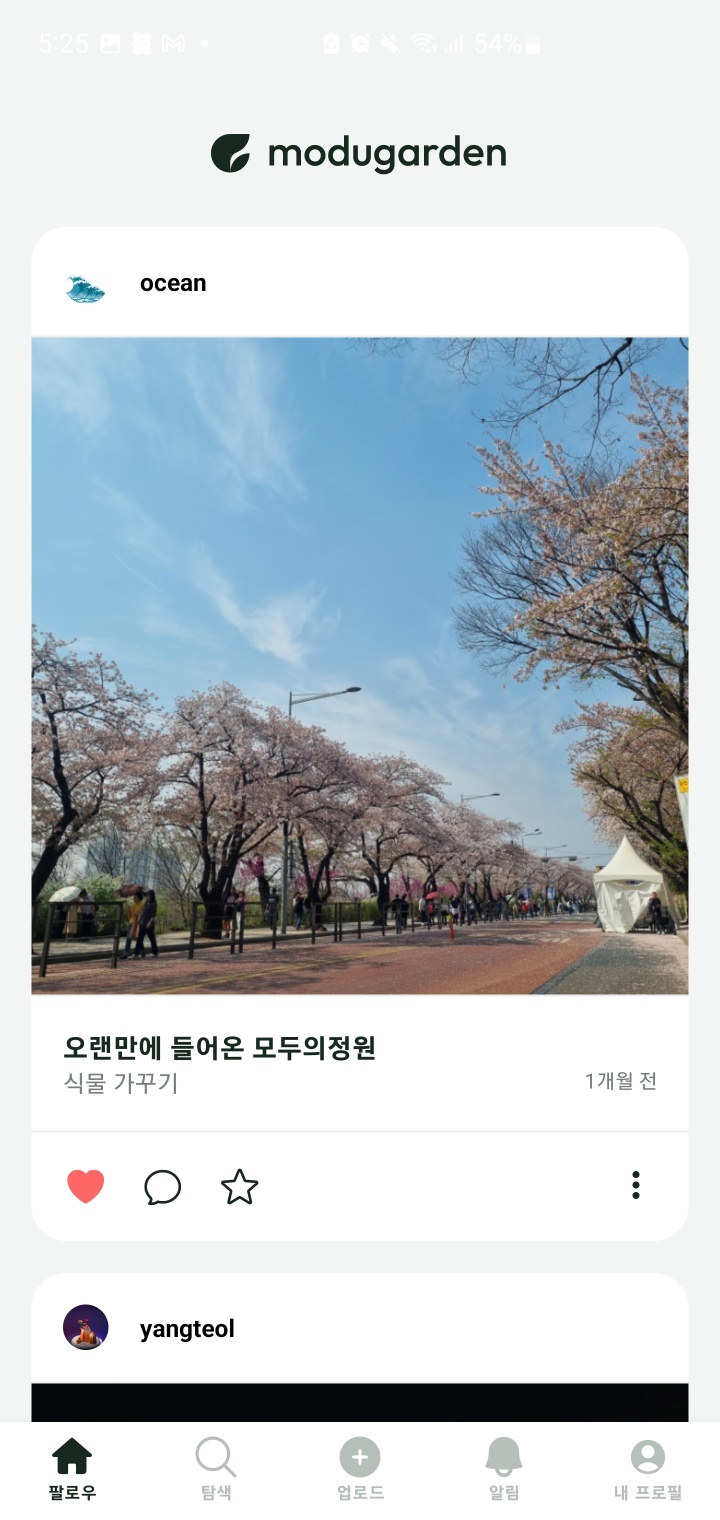 5:25
54%
modugarden
ocean
오랜만에 들어온 모두의정원
식물 가꾸기
1개월 전
yangteol
팔로우
탐색
업로드
알림
내 프로필